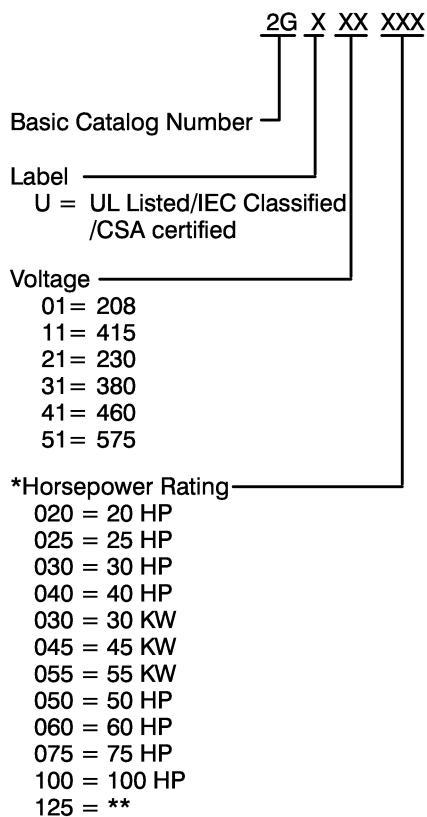 2G X XX XXX
Basic Catalog Number
Label
U = UL Listed/IEC Classified
/CSA certified
Voltage
01= 208
11= 415
21= 230
31= 380
41= 460
51= 575
*Horsepower Rating
020 = 20 HP
025 = 25 HP
030 = 30 HP
040 = 40 HP
030 = 30 KW
045 = 45 KW
055 = 55 KW
050 = 50 HP
060 = 60 HP
075 = 75 HP
100 = 100 HP
125 = **